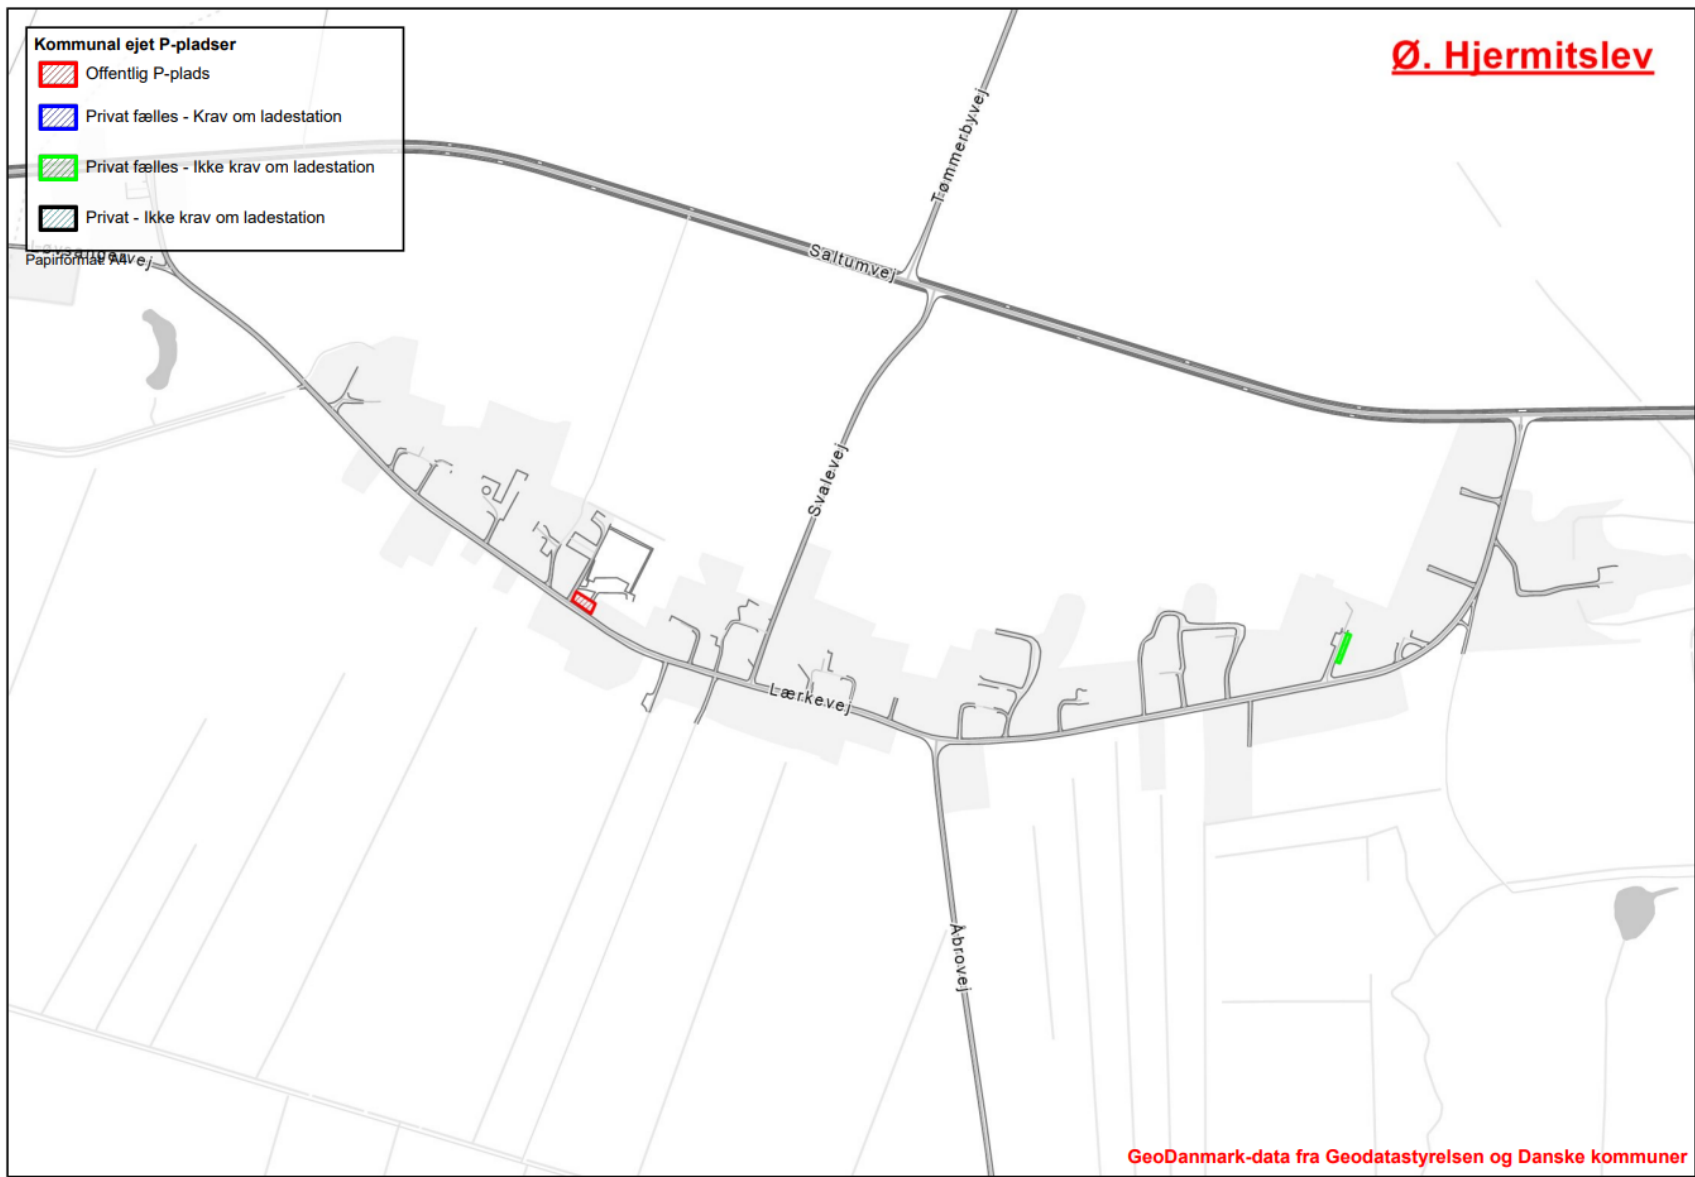 Kommunal ejet P-pladser
Offentlig P-plads
Privat fælles - Krav om ladestation
Privat fælles - Ikke krav om ladestation
Privat - Ikke krav om ladestation
Papirformat: A4
Ø. Hjermitslev
Løvsangervej
Tømmerbyvej
Saltumvej
Svalevej
Lærkevej
Åbrovej
GeoDanmark-data fra Geodatastyrelsen og Danske kommuner